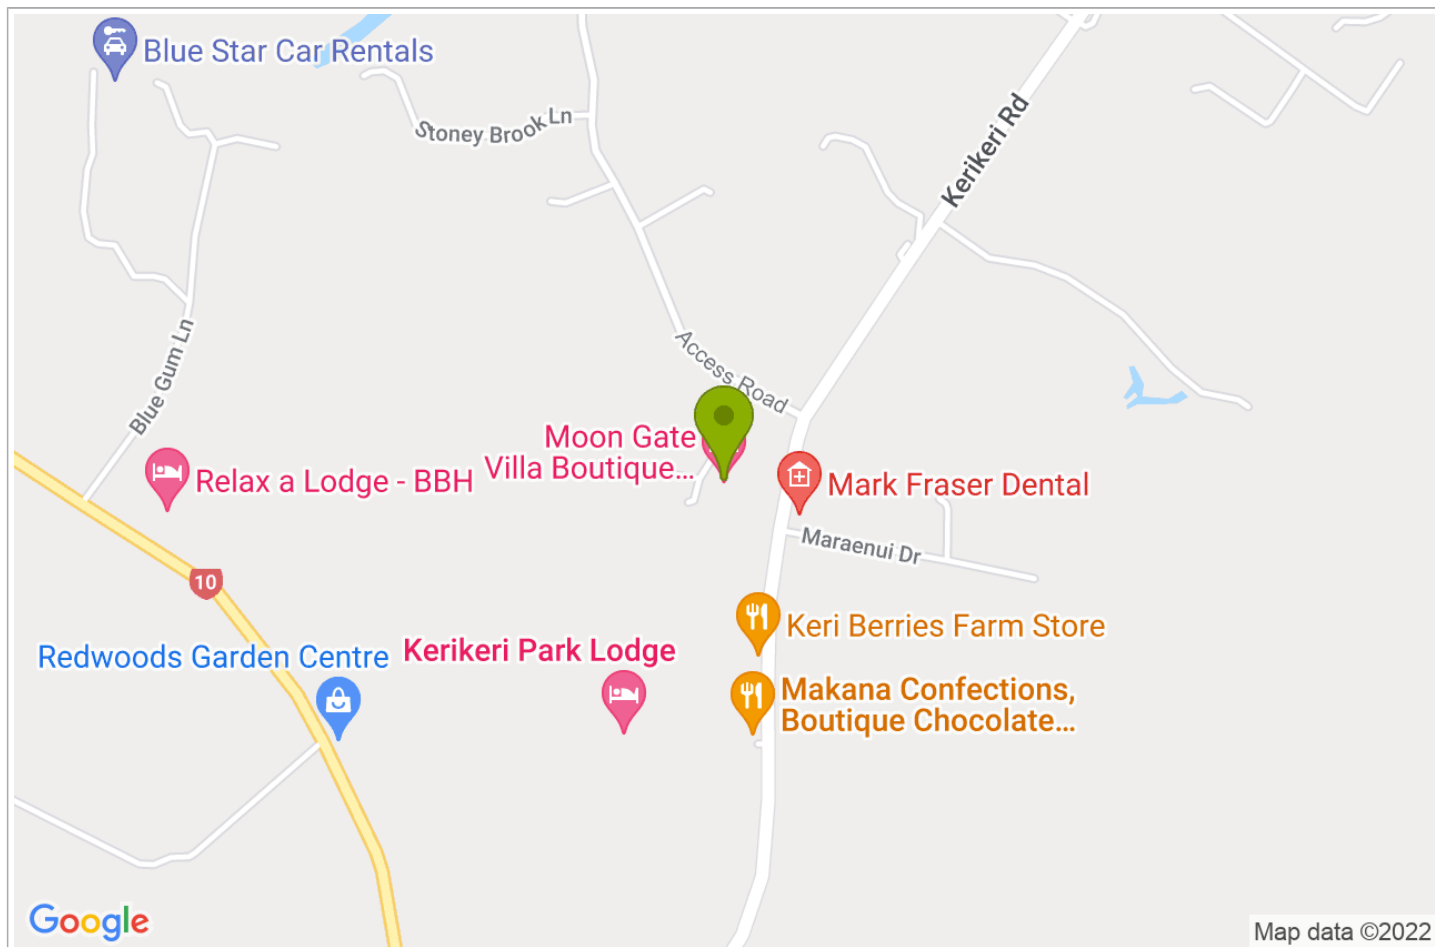 Blue Star Car Rentals
Stoney Brook Ln
Kerikeri Rd
Blue Gum Ln
Access Road
Moon Gate
Villa Boutique...
Relax a Lodge - BBH
Mark Fraser Dental
Maraenui Dr
10
Keri Berries Farm Store
Redwoods Garden Centre
Kerikeri Park Lodge
Makana Confections,
Boutique Chocolate...
Google
Map data ©2022